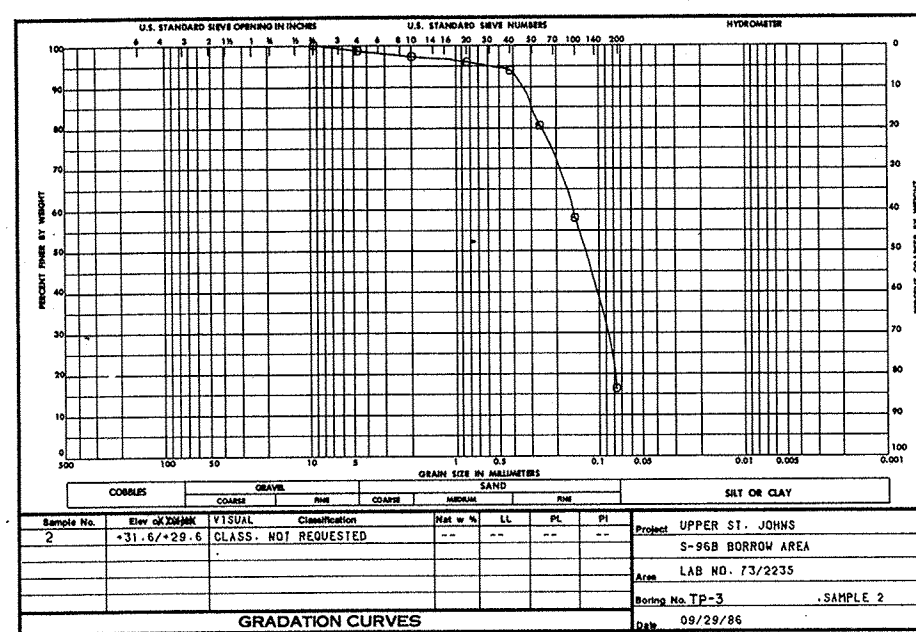 U.S. STANDARD SIEVE OPENING IN INCHES U.S. STANDARD SIEVE NUMBERS HYDROMETER
6 4 3 2 1½ 1 ¾ ½ ⅜ 3 4 6 8 10 14 16 20 30 40 50 70 100 140 200
100 0
90 10
80 20
70 30
60
50 50
40 60
30 70
20 80
10 90
0 100
PERCENT FINER BY WEIGHT
500 100 50 10 5 1 0.5 0.1 0.05 0.01 0.005 0.001
GRAIN SIZE IN MILLIMETERS
COBBLES GRAVEL SAND SILT OR CLAY
COARSE FINE COARSE MEDIUM FINE
Sample No. Elev or VISUAL Classification Nat w % LL PL PI
2 +31.6/+29.6 CLASS. NOT REQUESTED -- -- -- --
Project UPPER ST. JOHNS
S-96B BORROW AREA
Area LAB NO. 73/2235
Boring No. TP-3 .SAMPLE 2
Date 09/29/86
GRADATION CURVES